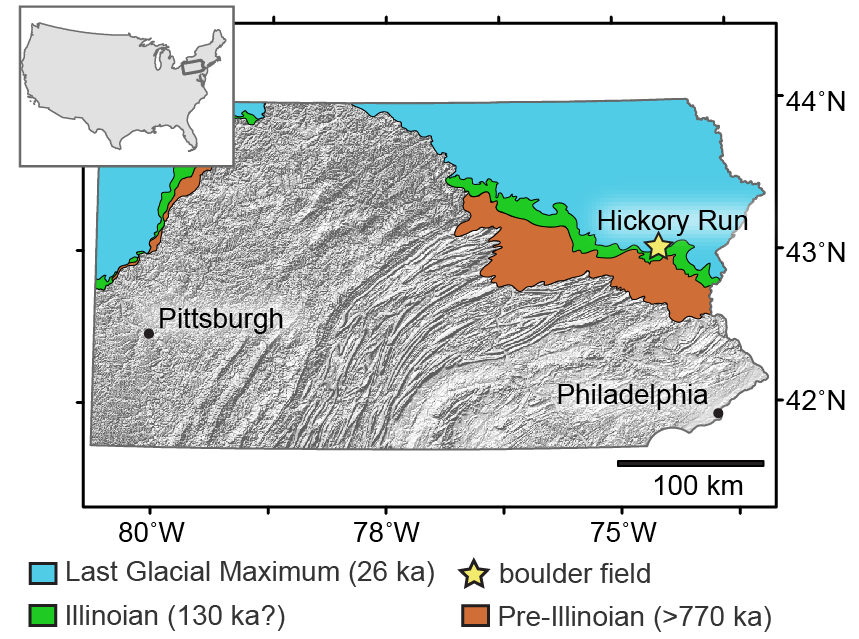 44°N
Hickory Run
43°N
Pittsburgh
Philadelphia
42°N
100 km
80°W
78°W
75°W
Last Glacial Maximum (26 ka)
boulder field
Illinoian (130 ka?)
Pre-Illinoian (>770 ka)